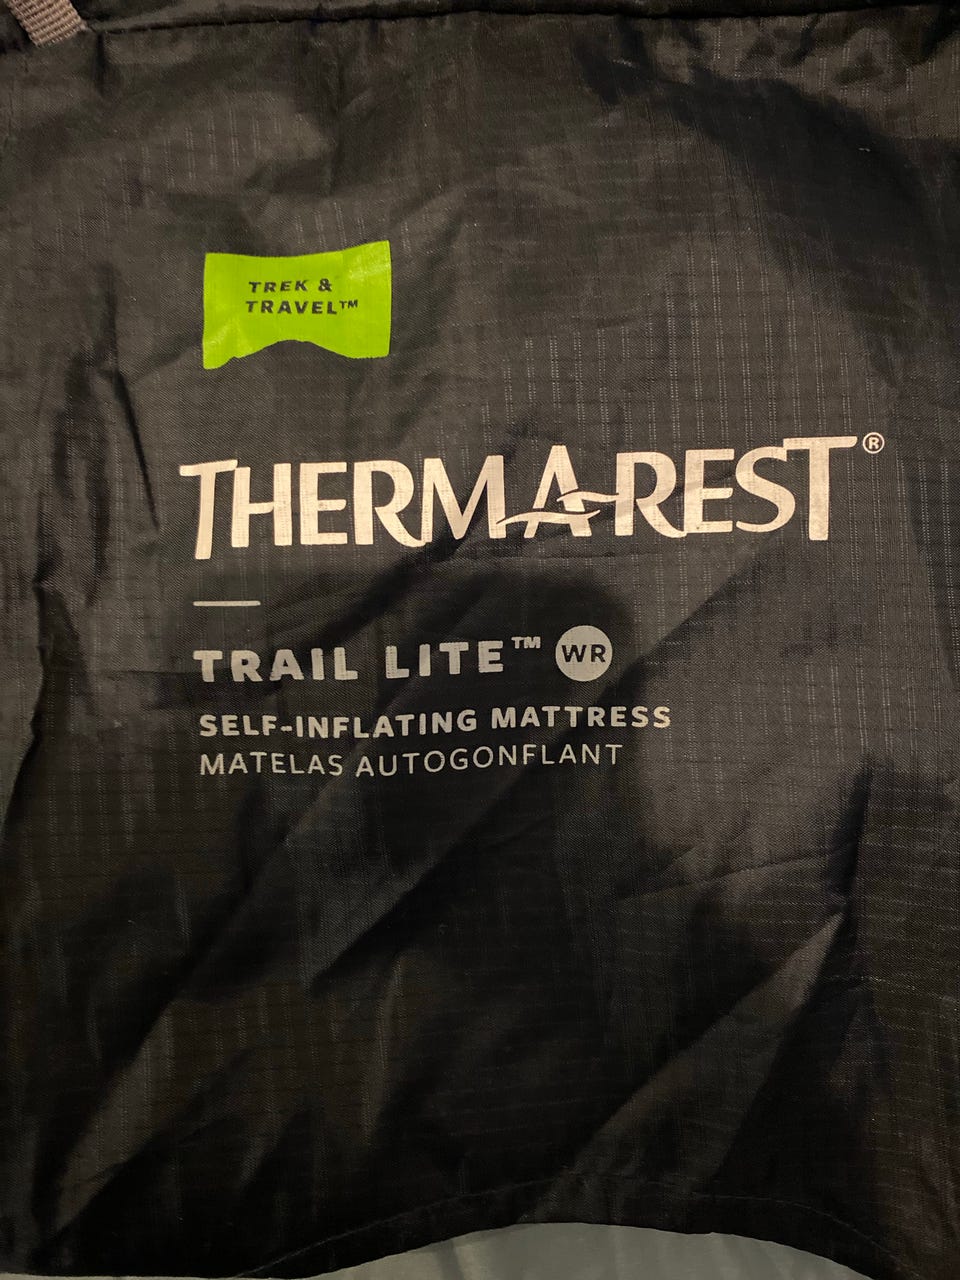 TREK &
TRAVEL™
THERMAREST®
TRAIL LITE™ WR
SELF-INFLATING MATTRESS
MATELAS AUTOGONFLANT